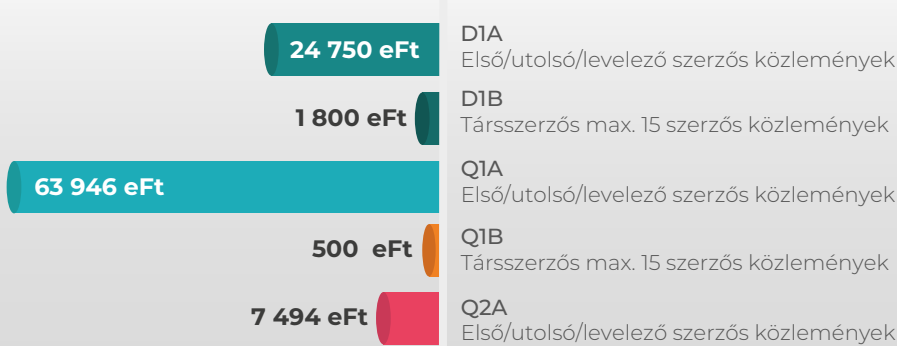 24 750 eFt
D1A
Első/utolsó/levelező szerzős közlemények
1 800 eFt
D1B
Társszerzős max. 15 szerzős közlemények
63 946 eFt
Q1A
Első/utolsó/levelező szerzős közlemények
500 eFt
Q1B
Társszerzős max. 15 szerzős közlemények
7 494 eFt
Q2A
Első/utolsó/levelező szerzős közlemények